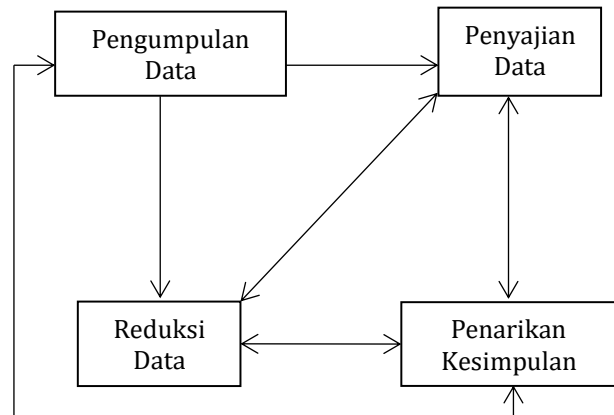 Pengumpulan
Data
Penyajian
Data
Reduksi
Data
Penarikan
Kesimpulan